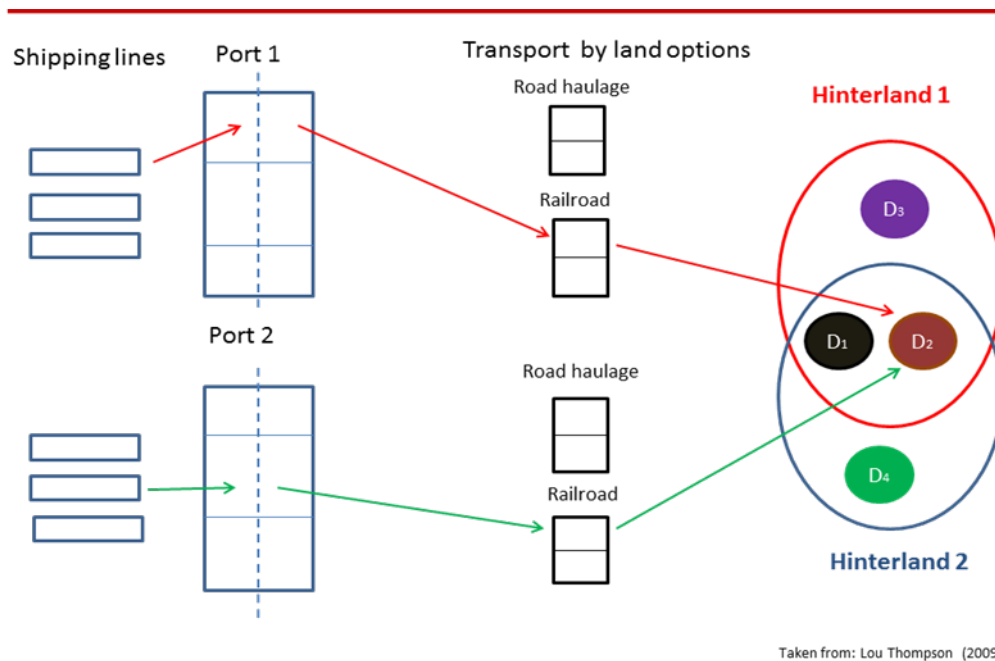 Shipping lines
Port 1
Transport by land options
Road haulage
Hinterland 1
Railroad
D3
D1
D2
Port 2
Road haulage
Railroad
D4
Hinterland 2
Taken from: Lou Thompson (2009